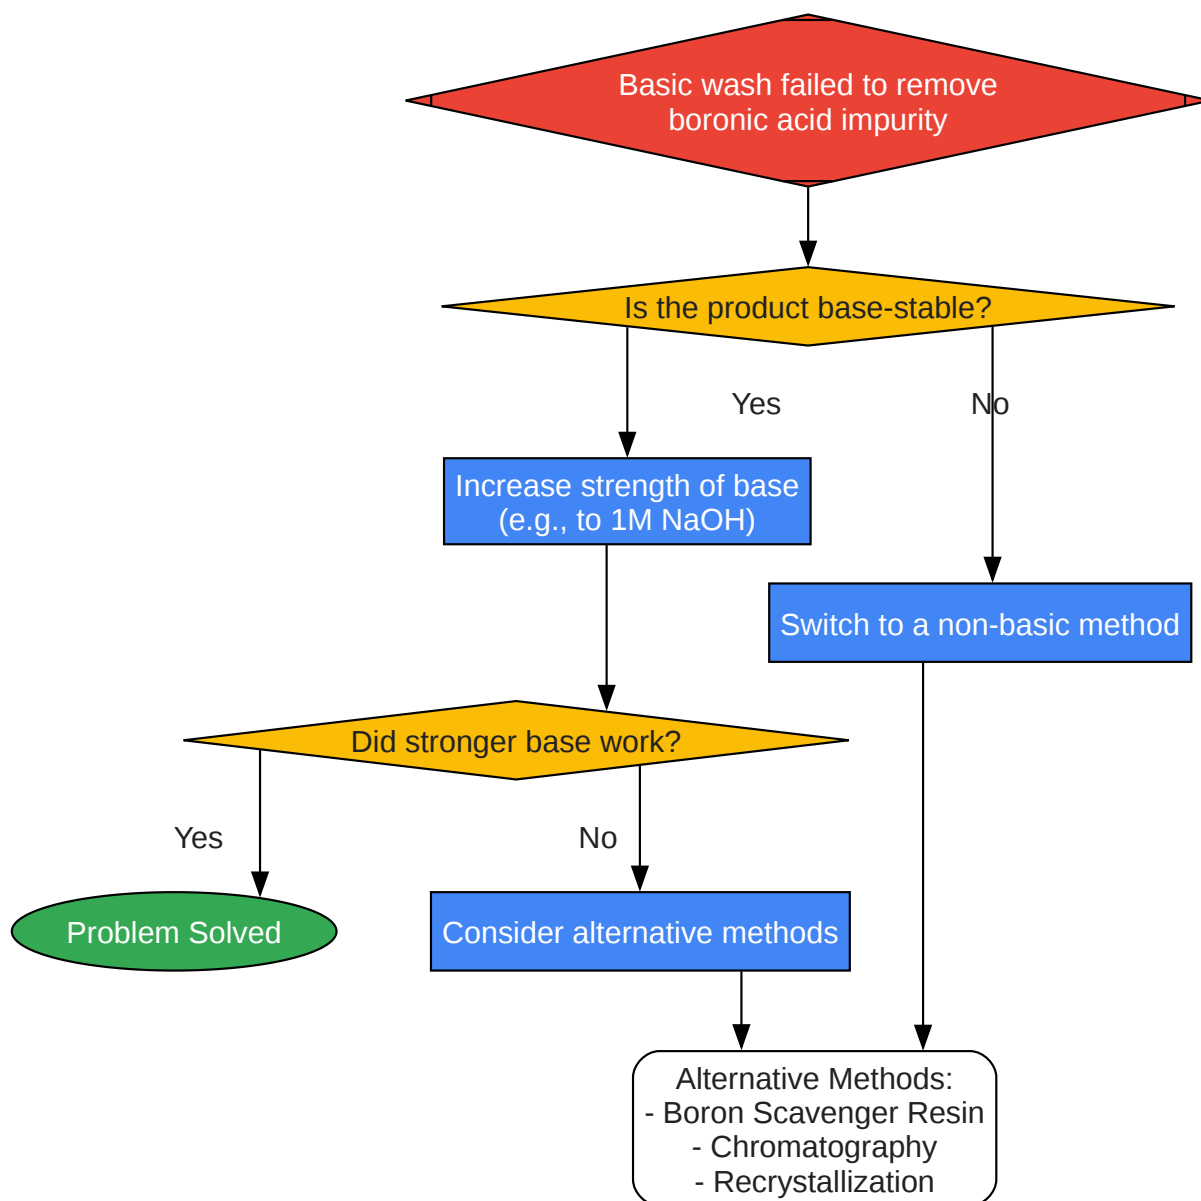 Basic wash failed to remove
boronic acid impurity
Is the product base-stable?
Yes
No
Increase strength of base
(e.g., to 1M NaOH)
Switch to a non-basic method
Did stronger base work?
Yes
No
Problem Solved
Consider alternative methods
Alternative Methods:
- Boron Scavenger Resin
- Chromatography
- Recrystallization